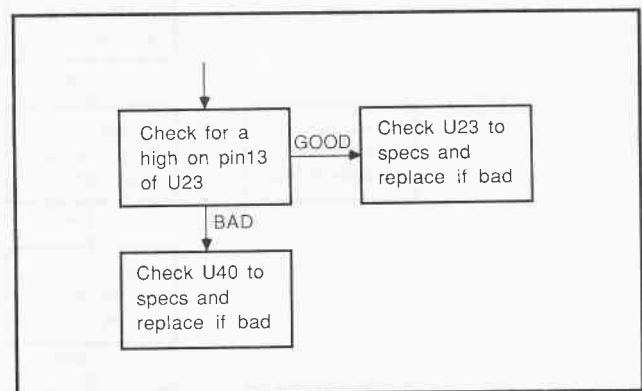 Check for a
high on pin13
of U23
GOOD
Check U23 to
specs and
replace if bad
BAD
Check U40 to
specs and
replace if bad